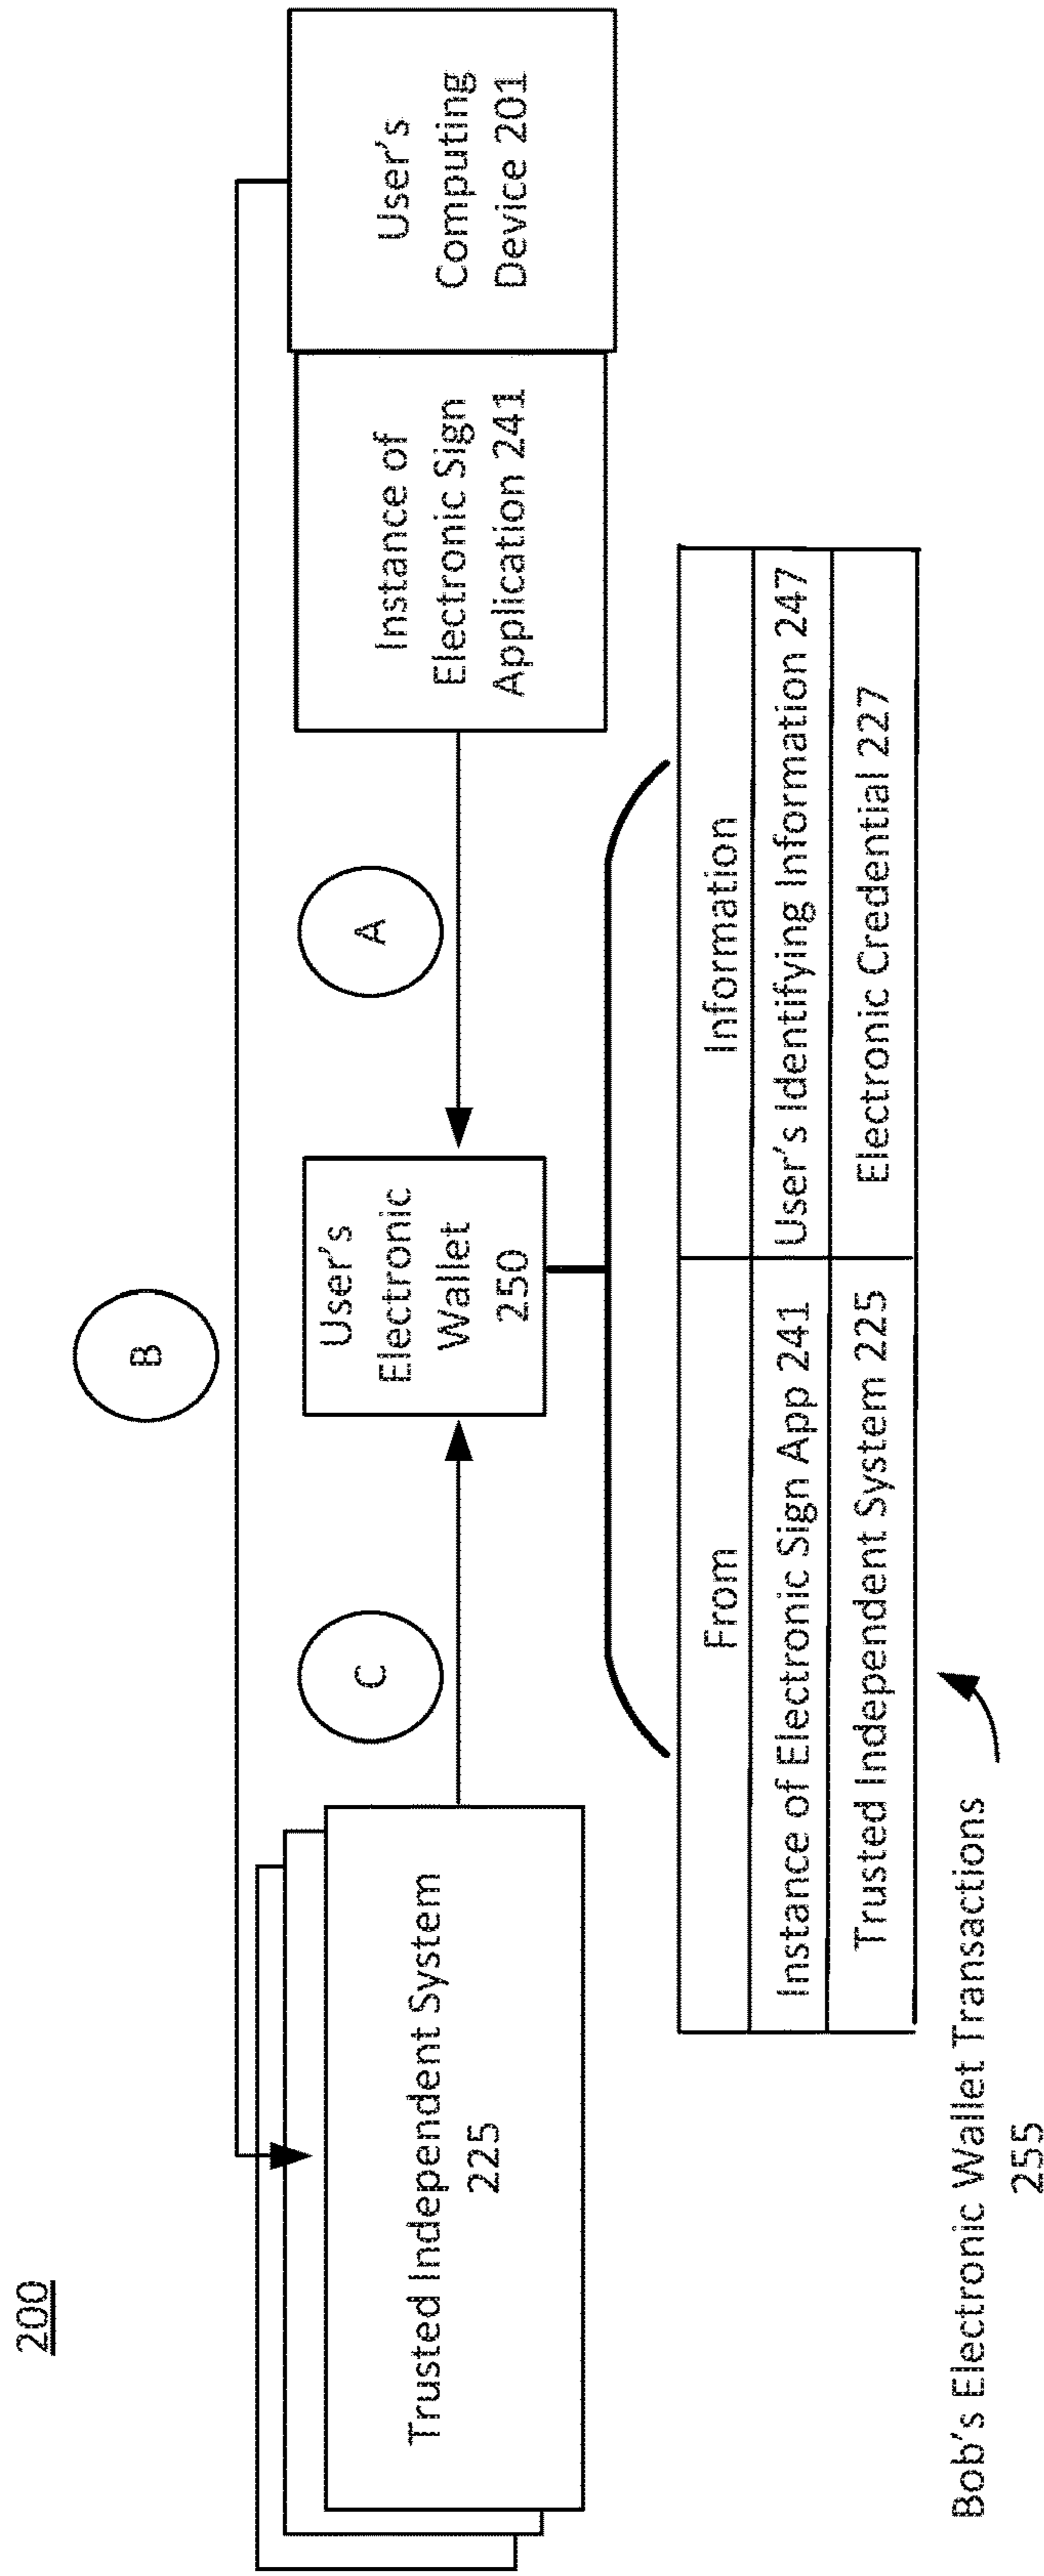 200
B
Trusted Independent System
225
C
User's
Electronic
Wallet
250
A
Instance of
Electronic Sign
Application 241
User's
Computing
Device 201
From
Information
Instance of Electronic Sign App 241
User's Identifying Information 247
Trusted Independent System 225
Electronic Credential 227
Bob's Electronic Wallet Transactions
255